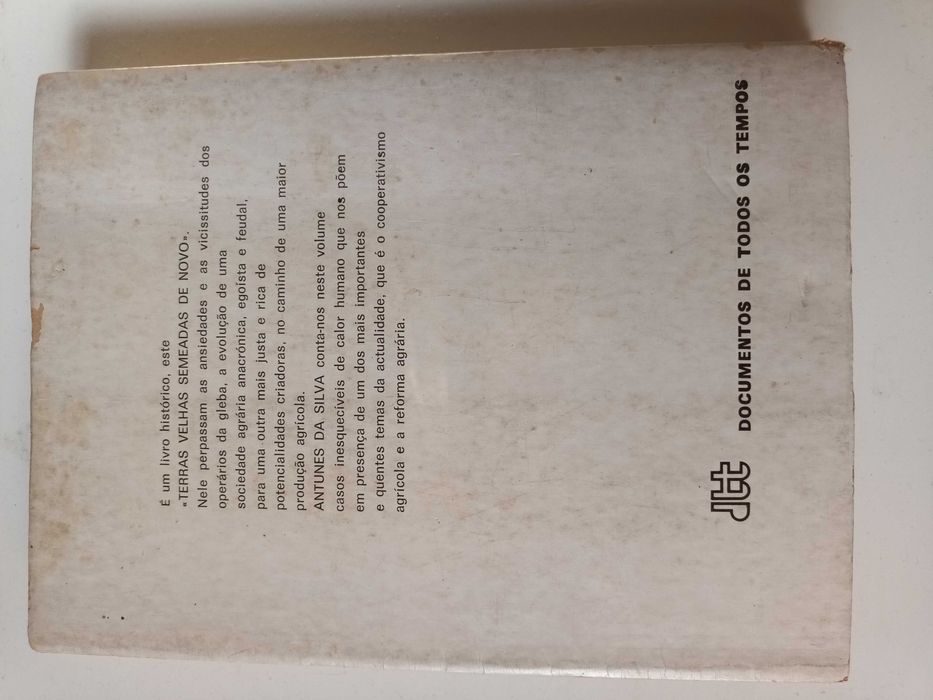 É um livro histórico, este
«TERRAS VELHAS SEMEADAS DE NOVO».
Nele perpassam as ansiedades e as vicissitudes dos
operários da gleba, a evolução de uma
sociedade agrária anacrónica, egoísta e feudal,
para uma outra mais justa e rica de
potencialidades criadoras, no caminho de uma maior
produção agrícola.
ANTUNES DA SILVA conta-nos neste volume
casos inesquecíveis de calor humano que nos põem
em presença de um dos mais importantes
e quentes temas da actualidade, que é o cooperativismo
agrícola e a reforma agrária.
dtt DOCUMENTOS DE TODOS OS TEMPOS